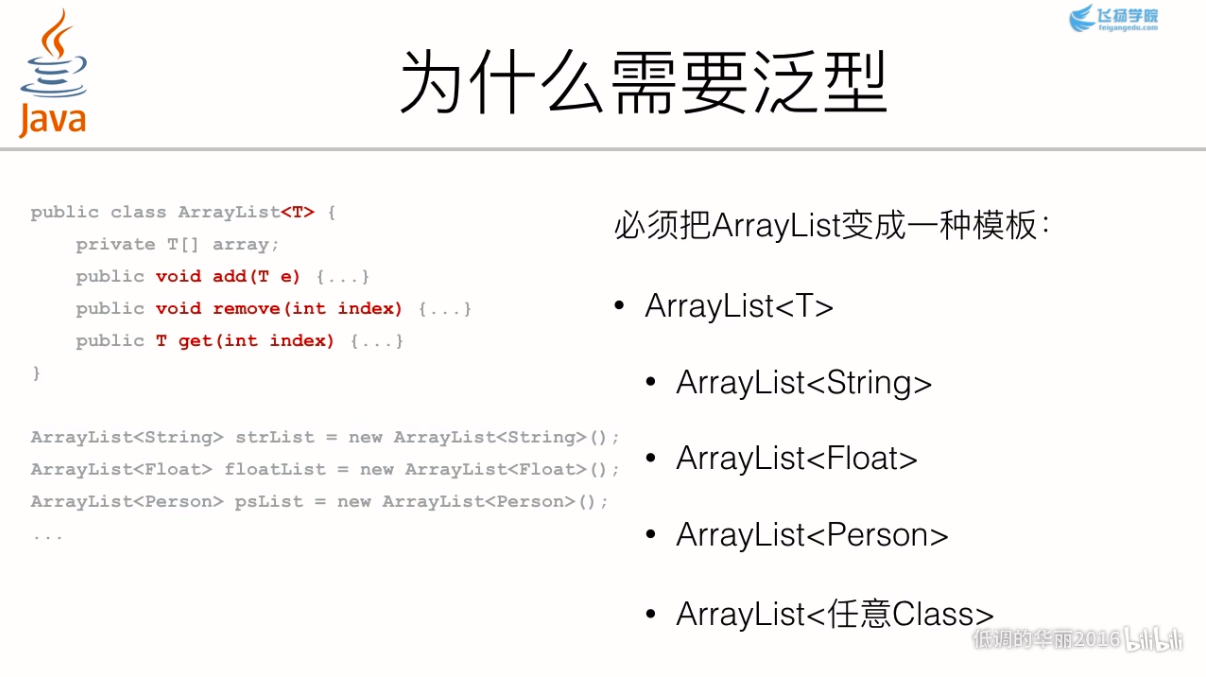 Java
飞扬学院
feiyangedu.com
为什么需要泛型
public class ArrayList<T> {
    private T[] array;
    public void add(T e) {...}
    public void remove(int index) {...}
    public T get(int index) {...}
}
ArrayList<String> strList = new ArrayList<String>();
ArrayList<Float> floatList = new ArrayList<Float>();
ArrayList<Person> psList = new ArrayList<Person>();
...
必须把ArrayList变成一种模板：
• ArrayList<T>
• ArrayList<String>
• ArrayList<Float>
• ArrayList<Person>
• ArrayList<任意Class>
低调的华丽2016 bilibili